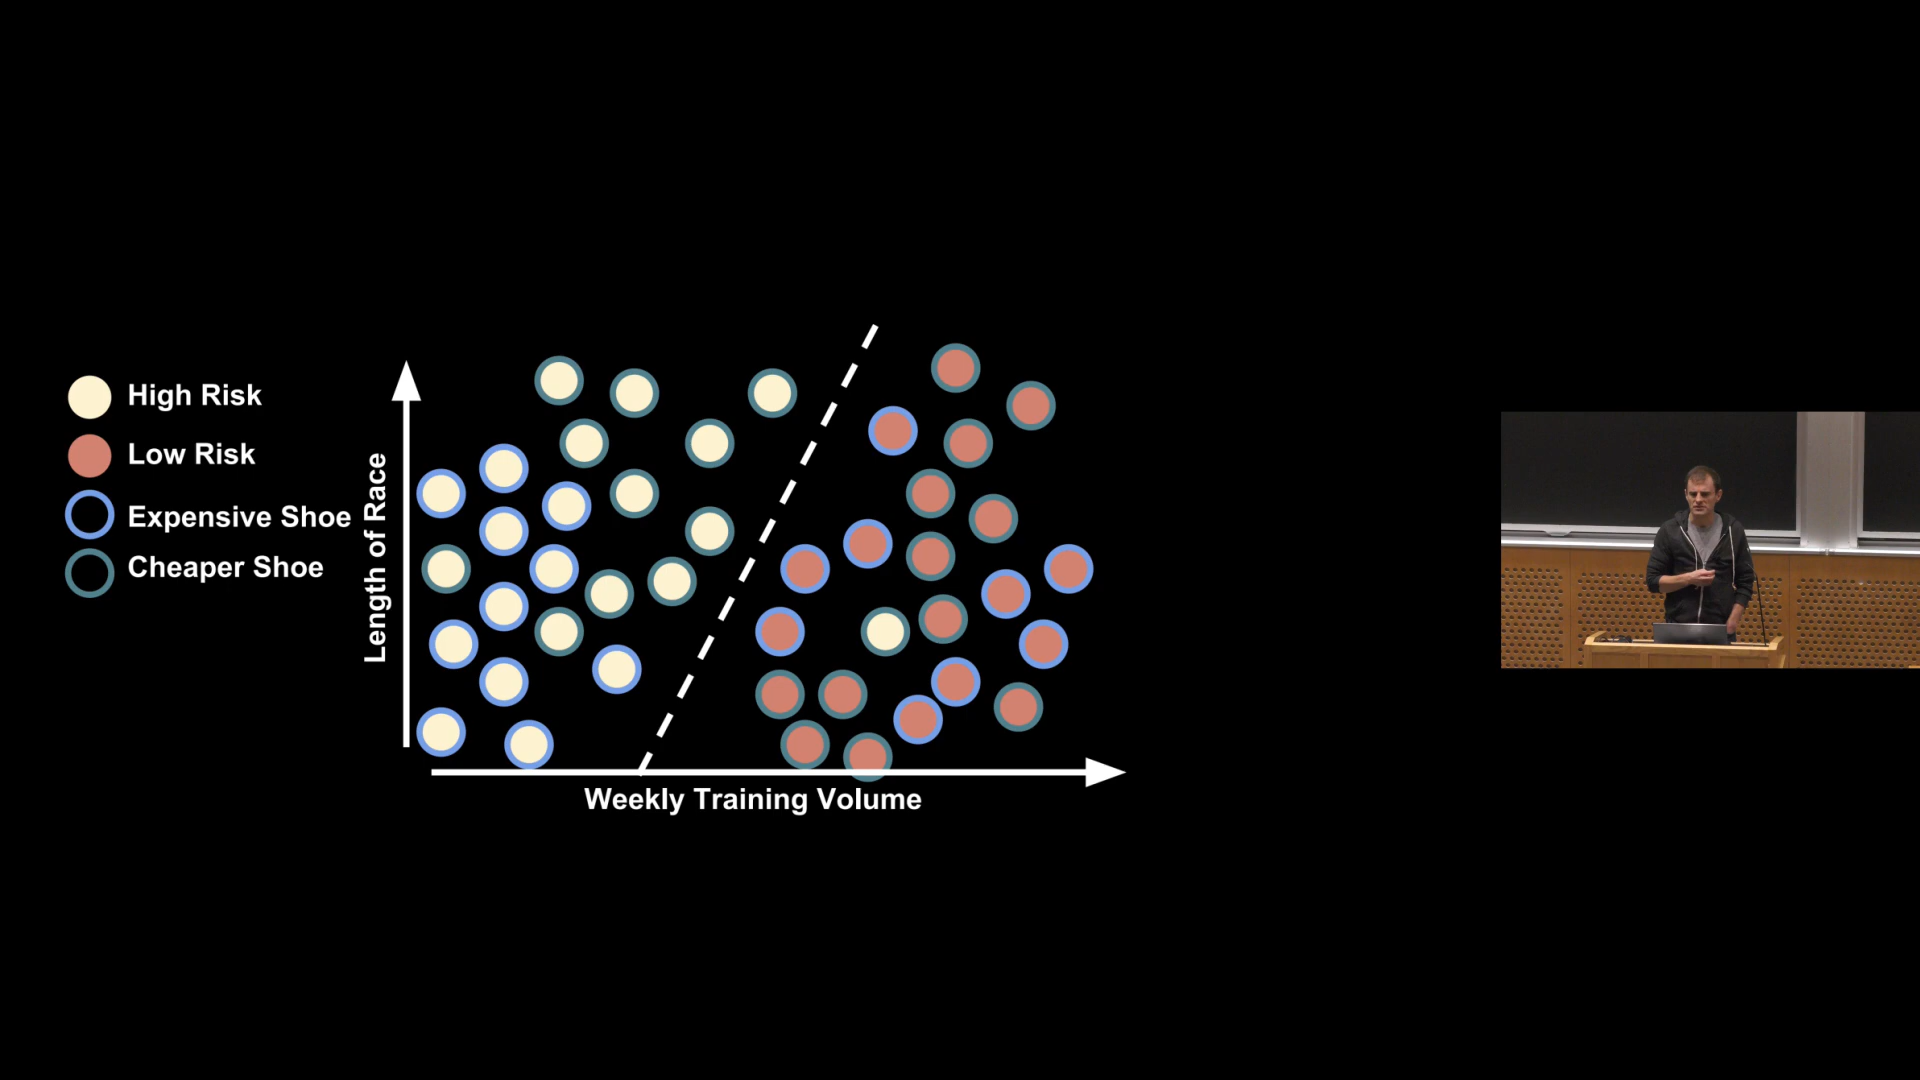 High Risk
Low Risk
Expensive Shoe
Cheaper Shoe
Length of Race
Weekly Training Volume